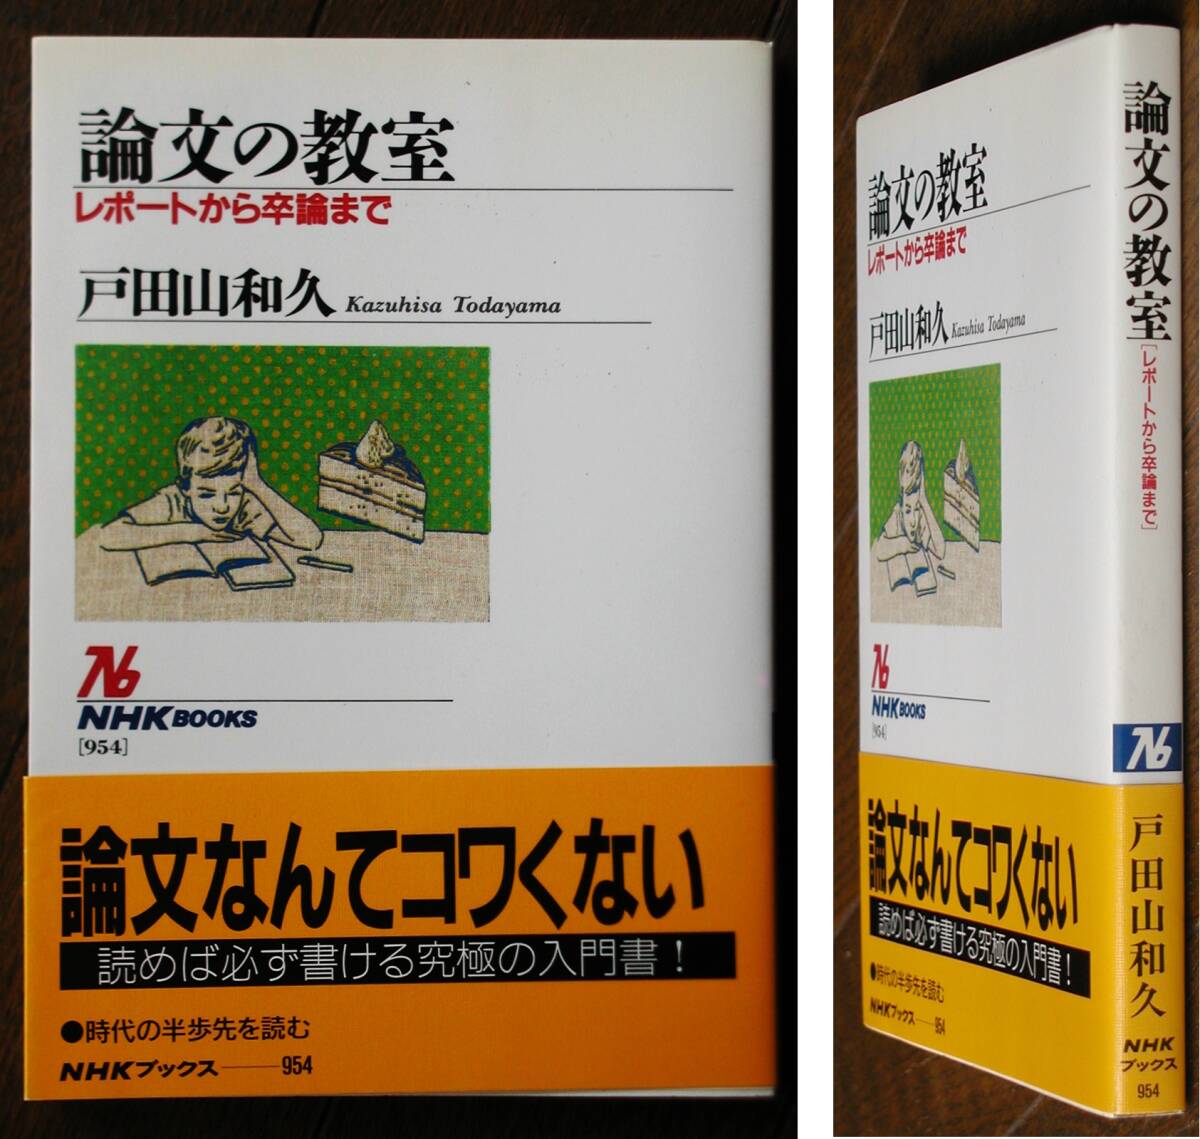 論文の教室
レポートから卒論まで
戸田山和久 Kazuhisa Todayama
NHK BOOKS
[954]
論文なんてコワくない
読めば必ず書ける究極の入門書！
●時代の半歩先を読む
NHKブックス——954
論文の教室
レポートから卒論まで
戸田山和久 Kazuhisa Todayama
NHK BOOKS
[954]
論文なんてコワくない
読めば必ず書ける究極の入門書！
●時代の半歩先を読む
NHKブックス——954
論文の教室[レポートから卒論まで]
戸田山和久
NHK
ブックス
954